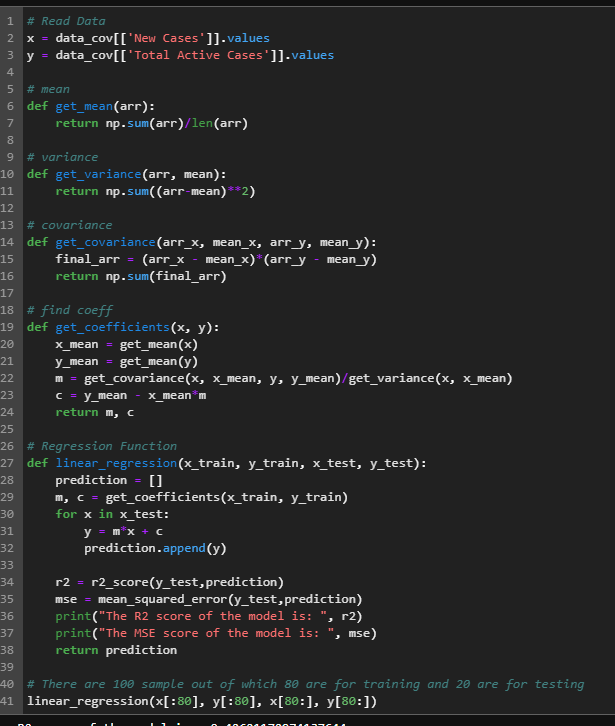 1 # Read Data
2 x = data_cov[['New Cases']].values
3 y = data_cov[['Total Active Cases']].values
4
5 # mean
6 def get_mean(arr):
7     return np.sum(arr)/len(arr)
8
9 # variance
10 def get_variance(arr, mean):
11     return np.sum((arr-mean)**2)
12
13 # covariance
14 def get_covariance(arr_x, mean_x, arr_y, mean_y):
15     final_arr = (arr_x - mean_x)*(arr_y - mean_y)
16     return np.sum(final_arr)
17
18 # find coeff
19 def get_coefficients(x, y):
20     x_mean = get_mean(x)
21     y_mean = get_mean(y)
22     m = get_covariance(x, x_mean, y, y_mean)/get_variance(x, x_mean)
23     c = y_mean - x_mean*m
24     return m, c
25
26 # Regression Function
27 def linear_regression(x_train, y_train, x_test, y_test):
28     prediction = []
29     m, c = get_coefficients(x_train, y_train)
30     for x in x_test:
31         y = m*x + c
32         prediction.append(y)
33
34     r2 = r2_score(y_test,prediction)
35     mse = mean_squared_error(y_test,prediction)
36     print("The R2 score of the model is: ", r2)
37     print("The MSE score of the model is: ", mse)
38     return prediction
39
40 # There are 100 sample out of which 80 are for training and 20 are for testing
41 linear_regression(x[:80], y[:80], x[80:], y[80:])